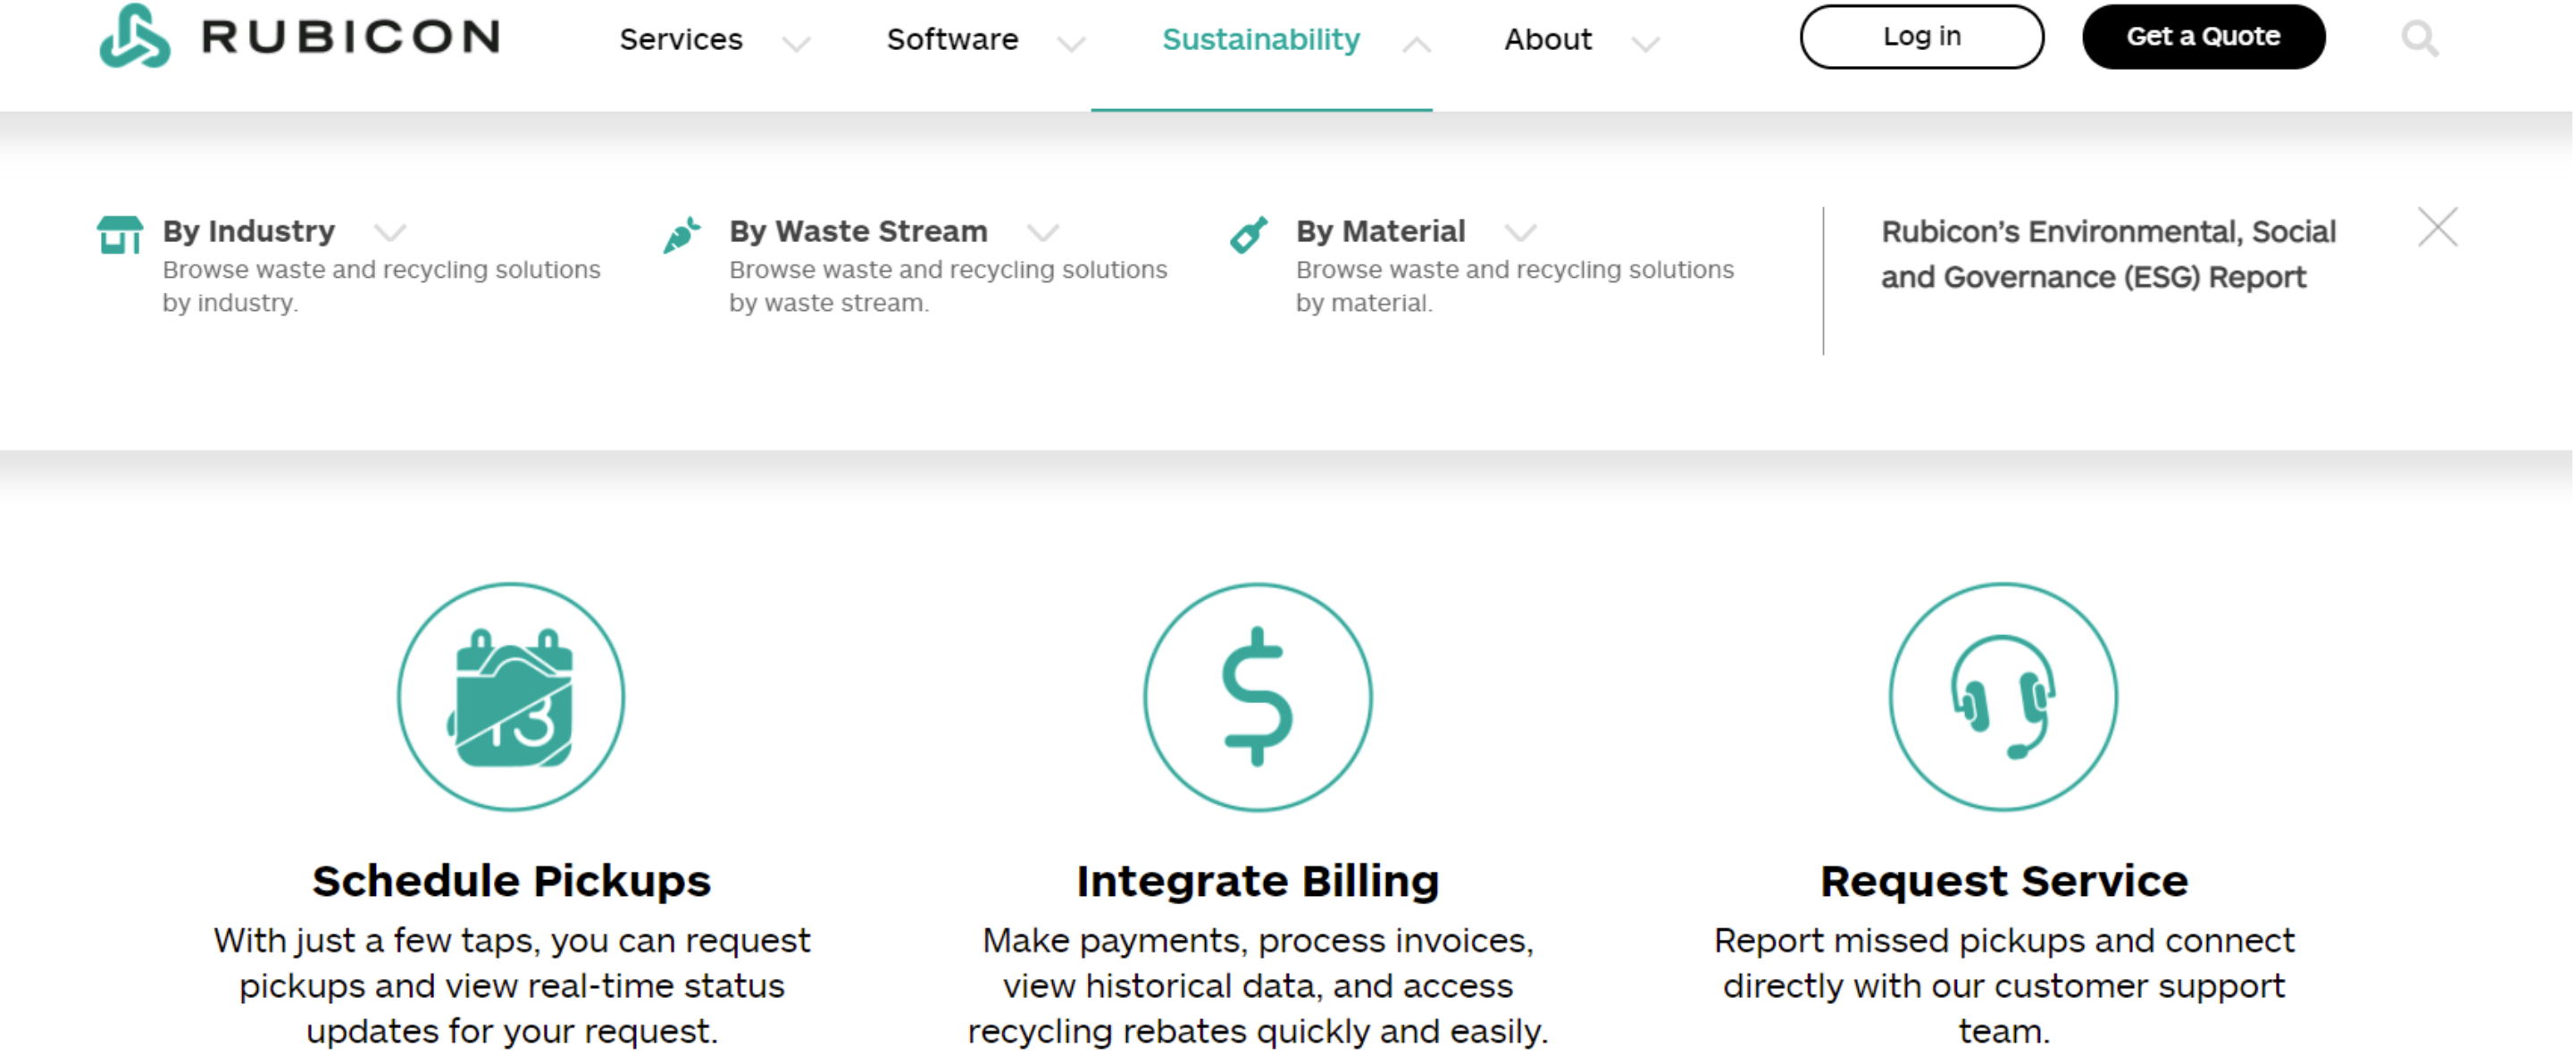 RUBICON
Services
Software
Sustainability
About
Log in
Get a Quote
By Industry
Browse waste and recycling solutions
by industry.
By Waste Stream
Browse waste and recycling solutions
by waste stream.
By Material
Browse waste and recycling solutions
by material.
Rubicon's Environmental, Social
and Governance (ESG) Report
13
Schedule Pickups
With just a few taps, you can request
pickups and view real-time status
updates for your request.
Integrate Billing
Make payments, process invoices,
view historical data, and access
recycling rebates quickly and easily.
Request Service
Report missed pickups and connect
directly with our customer support
team.